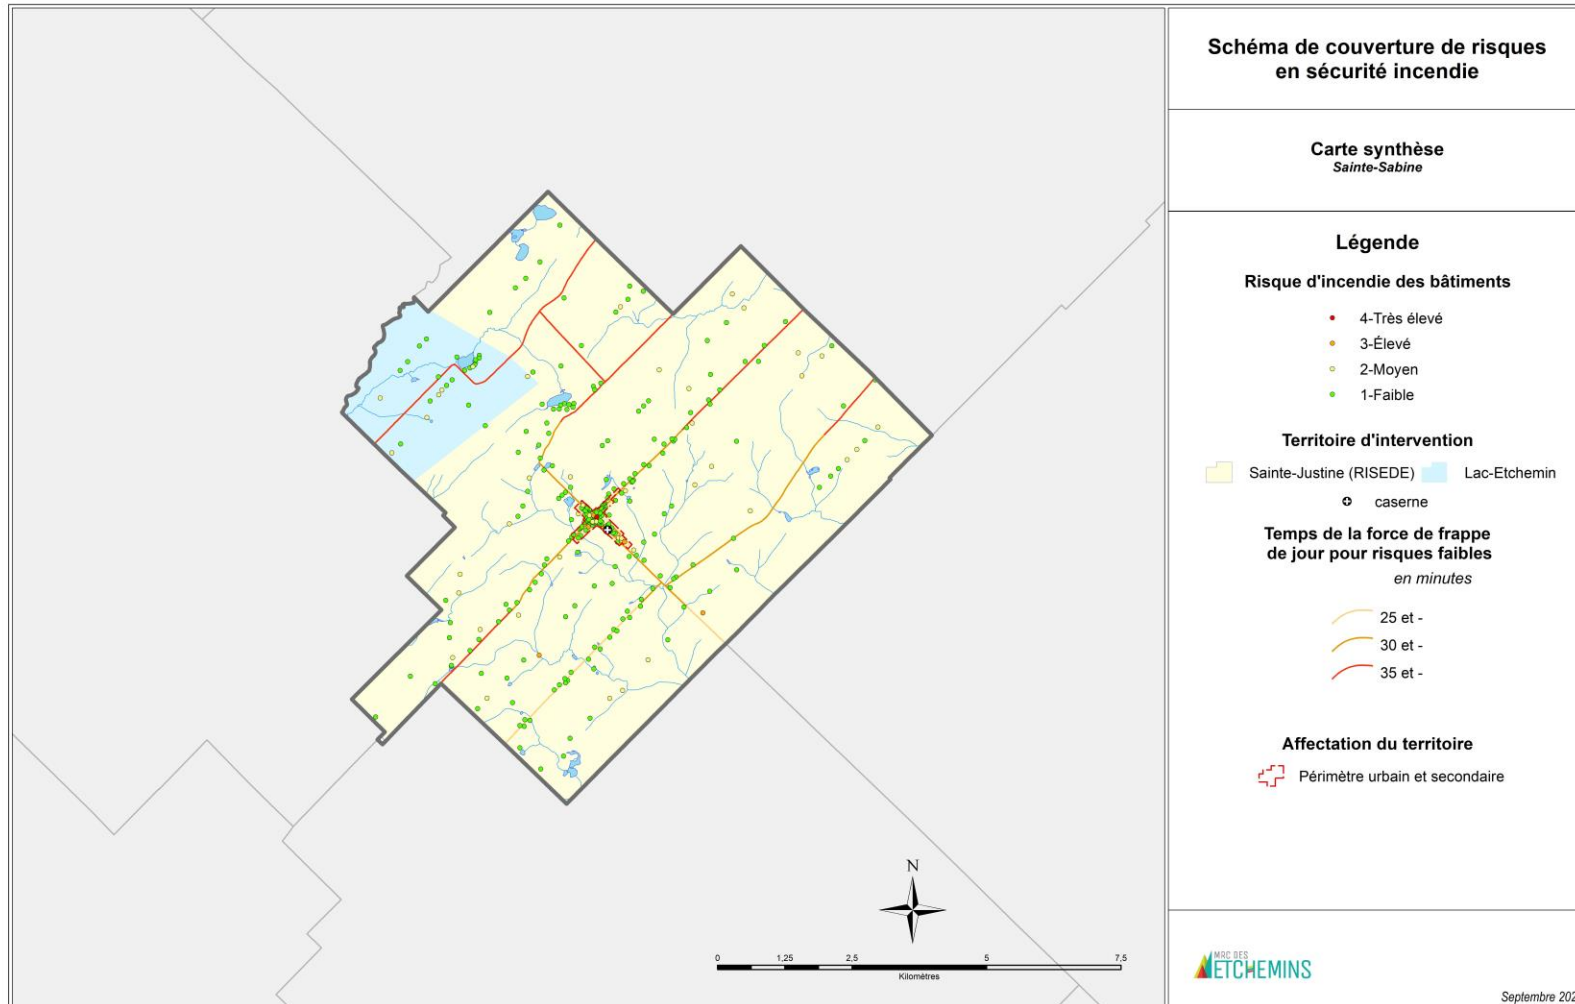 Schéma de couverture de risques
en sécurité incendie
Carte synthèse
Sainte-Sabine
Légende
Risque d'incendie des bâtiments
4-Très élevé
3-Élevé
2-Moyen
1-Faible
Territoire d'intervention
Sainte-Justine (RISEDE) Lac-Etchemin
caserne
Temps de la force de frappe
de jour pour risques faibles
en minutes
25 et -
30 et -
35 et -
Affectation du territoire
Périmètre urbain et secondaire
N
0 1,25 2,5 5 7,5
Kilomètres
MRC DES
ETCHEMINS
Septembre 202